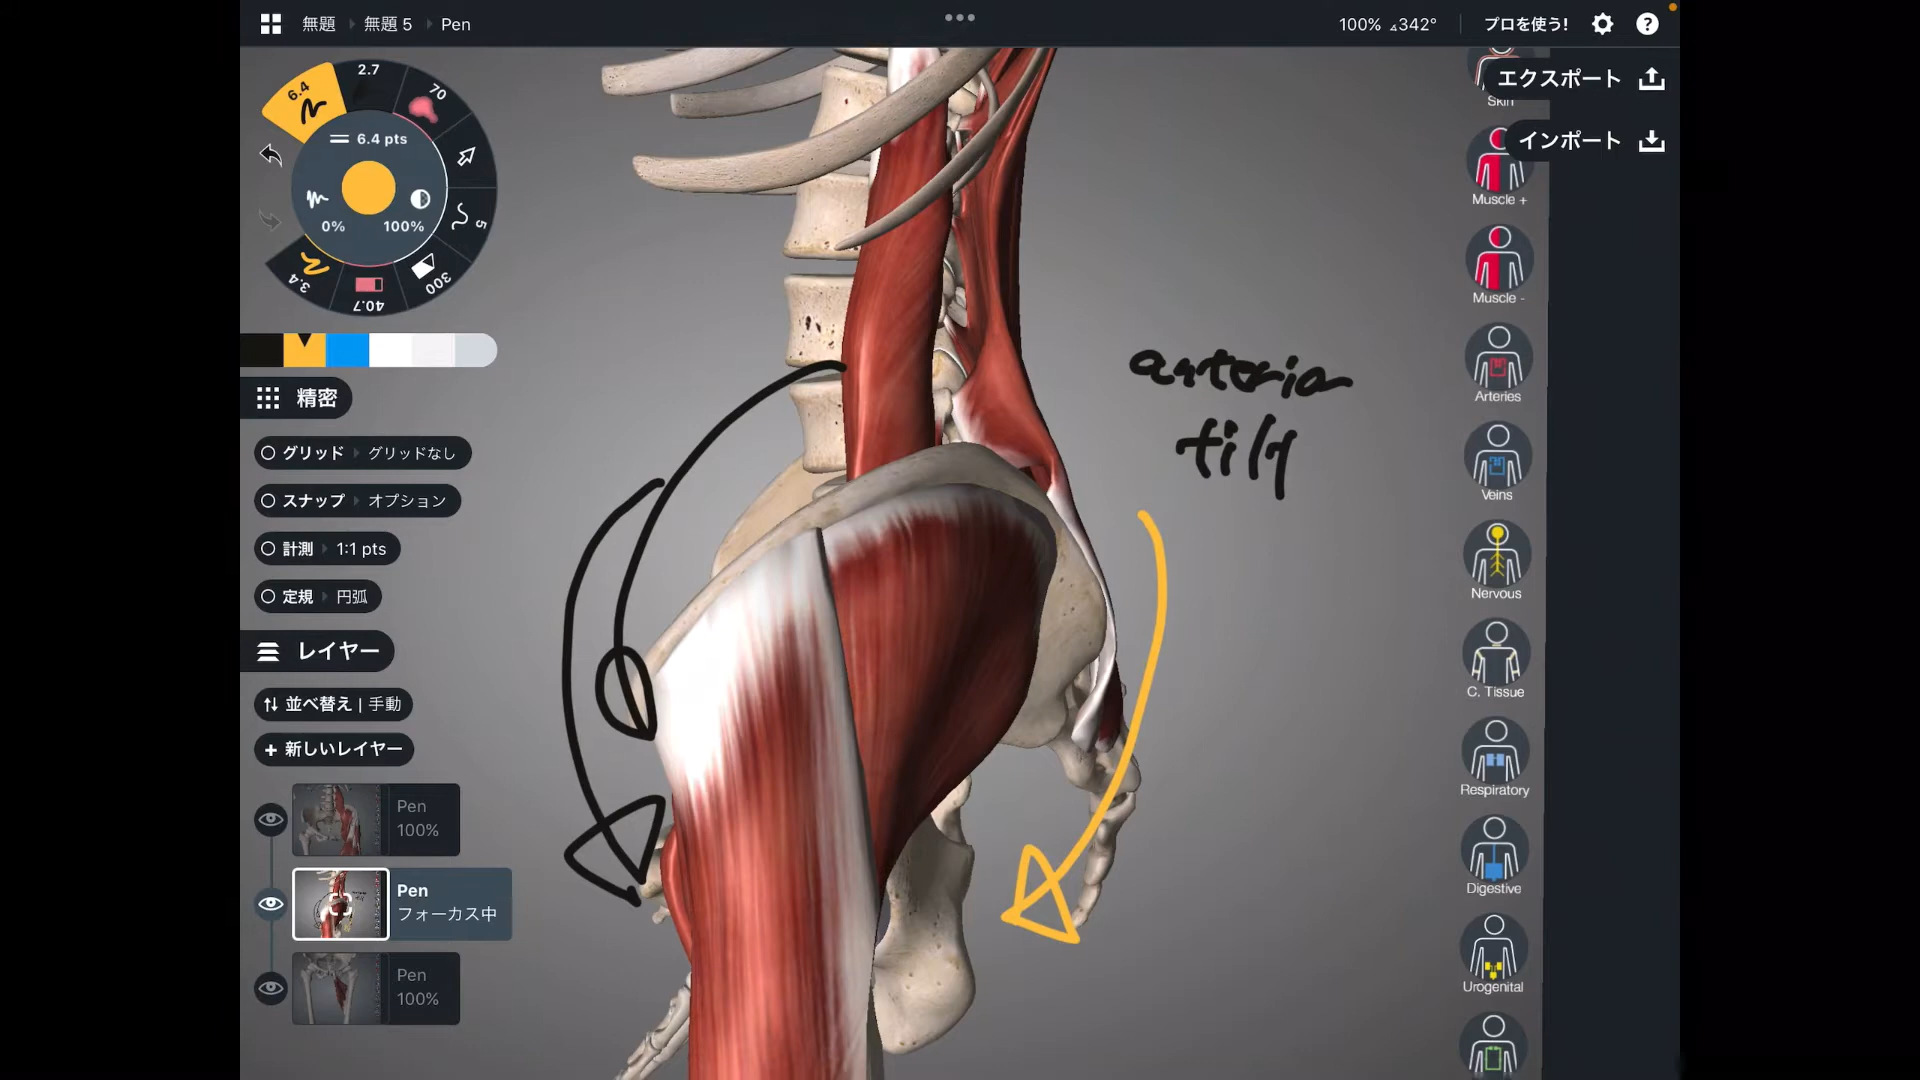 無題 無題 5 Pen
100% ⊿342° プロを使う!
エクスポート
インポート
6.4
2.7
70
6.4 pts
0% 100%
5
300
40.7
3.4
精密
グリッド グリッドなし
スナップ オプション
計測 1:1 pts
定規 円弧
レイヤー
並べ替え | 手動
+ 新しいレイヤー
Pen
100%
Pen
フォーカス中
Pen
100%
anterior
tilt
Skin
Muscle +
Muscle -
Arteries
Veins
Nervous
C. Tissue
Respiratory
Digestive
Urogenital